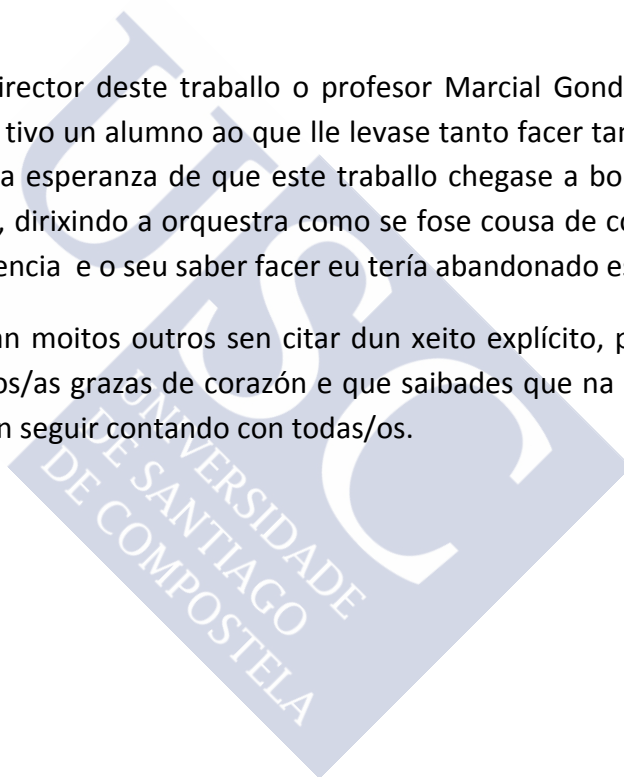 irector deste traballo o profesor Marcial Gond
tivo un alumno ao que lle levase tanto facer tar
a esperanza de que este traballo chegase a bo
, dirixindo a orquestra como se fose cousa de co
encia e o seu saber facer eu tería abandonado es
an moitos outros sen citar dun xeito explícito, p
os/as grazas de corazón e que saibades que na
n seguir contando con todas/os.
USC
UNIVERSIDADE
DE SANTIAGO
DE COMPOSTELA